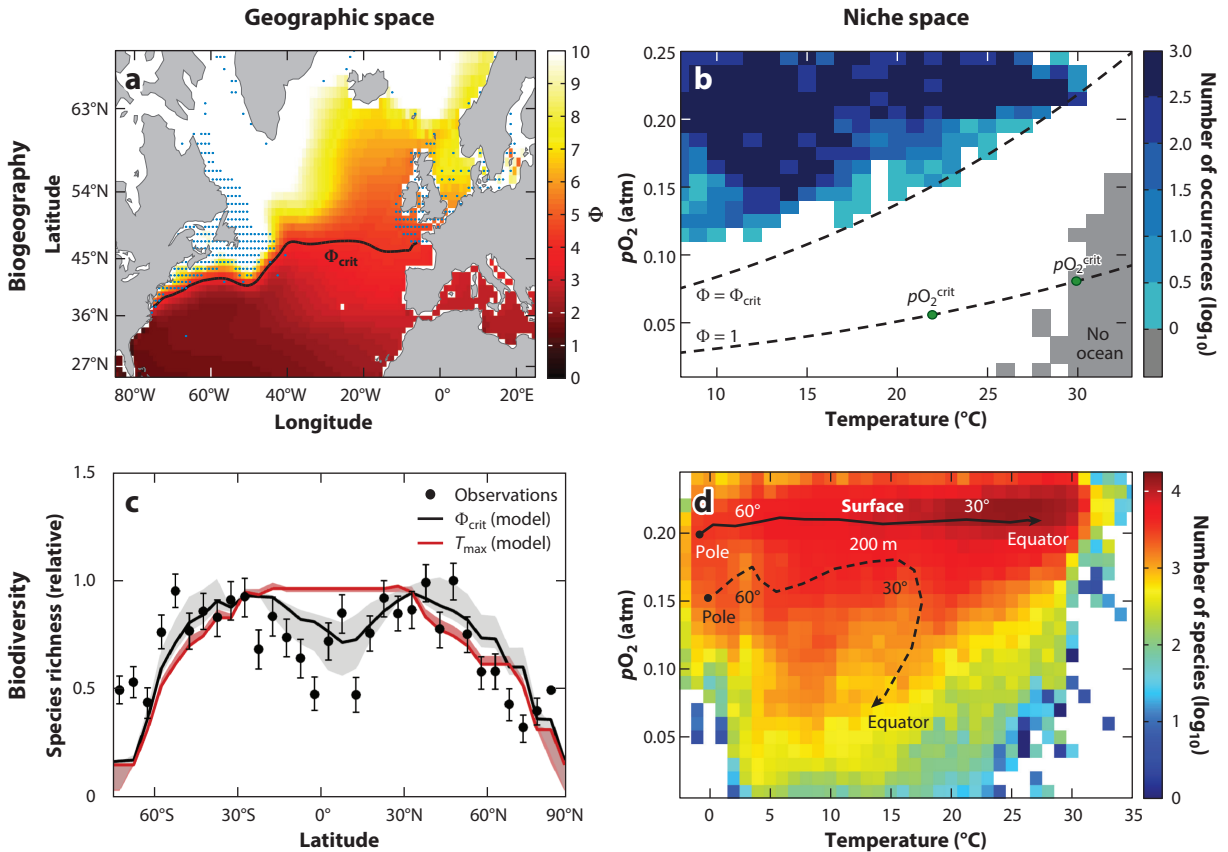 Geographic space
Niche space
Biogeography
Biodiversity
a
Latitude
63°N
54°N
45°N
36°N
27°N
80°W 60°W 40°W 20°W 0° 20°E
Longitude
Φcrit
10
9
8
7
6
5
4
3
2
1
0
Φ
b
pO2 (atm)
0.25
0.20
0.15
0.10
0.05
10 15 20 25 30
Temperature (°C)
Φ = Φcrit
Φ = 1
pO2crit
pO2crit
No
ocean
3.0
2.5
2.0
1.5
1.0
0.5
0
Number of occurrences (log10)
c
Species richness (relative)
1.5
1.0
0.5
0
60°S 30°S 0° 30°N 60°N 90°N
Latitude
Observations
Φcrit (model)
Tmax (model)
d
pO2 (atm)
0.20
0.15
0.10
0.05
0 5 10 15 20 25 30 35
Temperature (°C)
60°
Surface
30°
Pole
Equator
200 m
60°
30°
Pole
Equator
4
3
2
1
0
Number of species (log10)